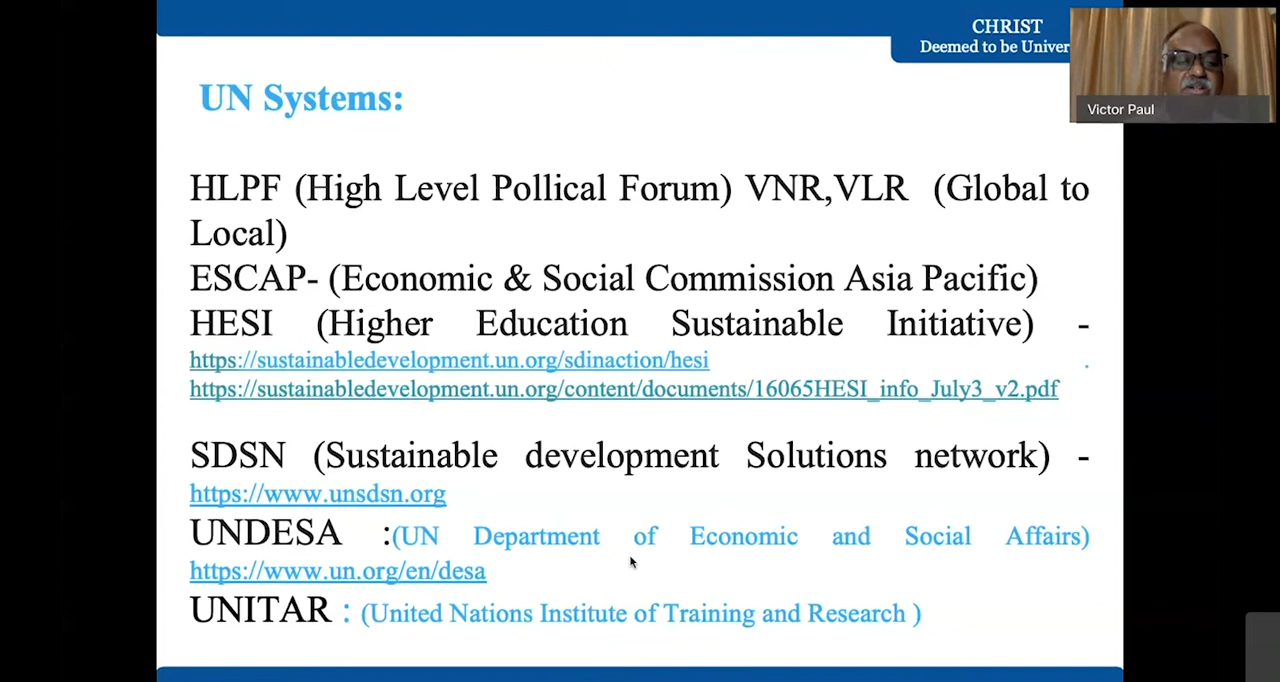 CHRIST
Deemed to be Univer
Victor Paul
UN Systems:
HLPF (High Level Pollical Forum) VNR,VLR (Global to
Local)
ESCAP- (Economic & Social Commission Asia Pacific)
HESI (Higher Education Sustainable Initiative) -
https://sustainabledevelopment.un.org/sdinaction/hesi .
https://sustainabledevelopment.un.org/content/documents/16065HESI_info_July3_v2.pdf
SDSN (Sustainable development Solutions network) -
https://www.unsdsn.org
UNDESA :(UN Department of Economic and Social Affairs)
https://www.un.org/en/desa
UNITAR : (United Nations Institute of Training and Research )